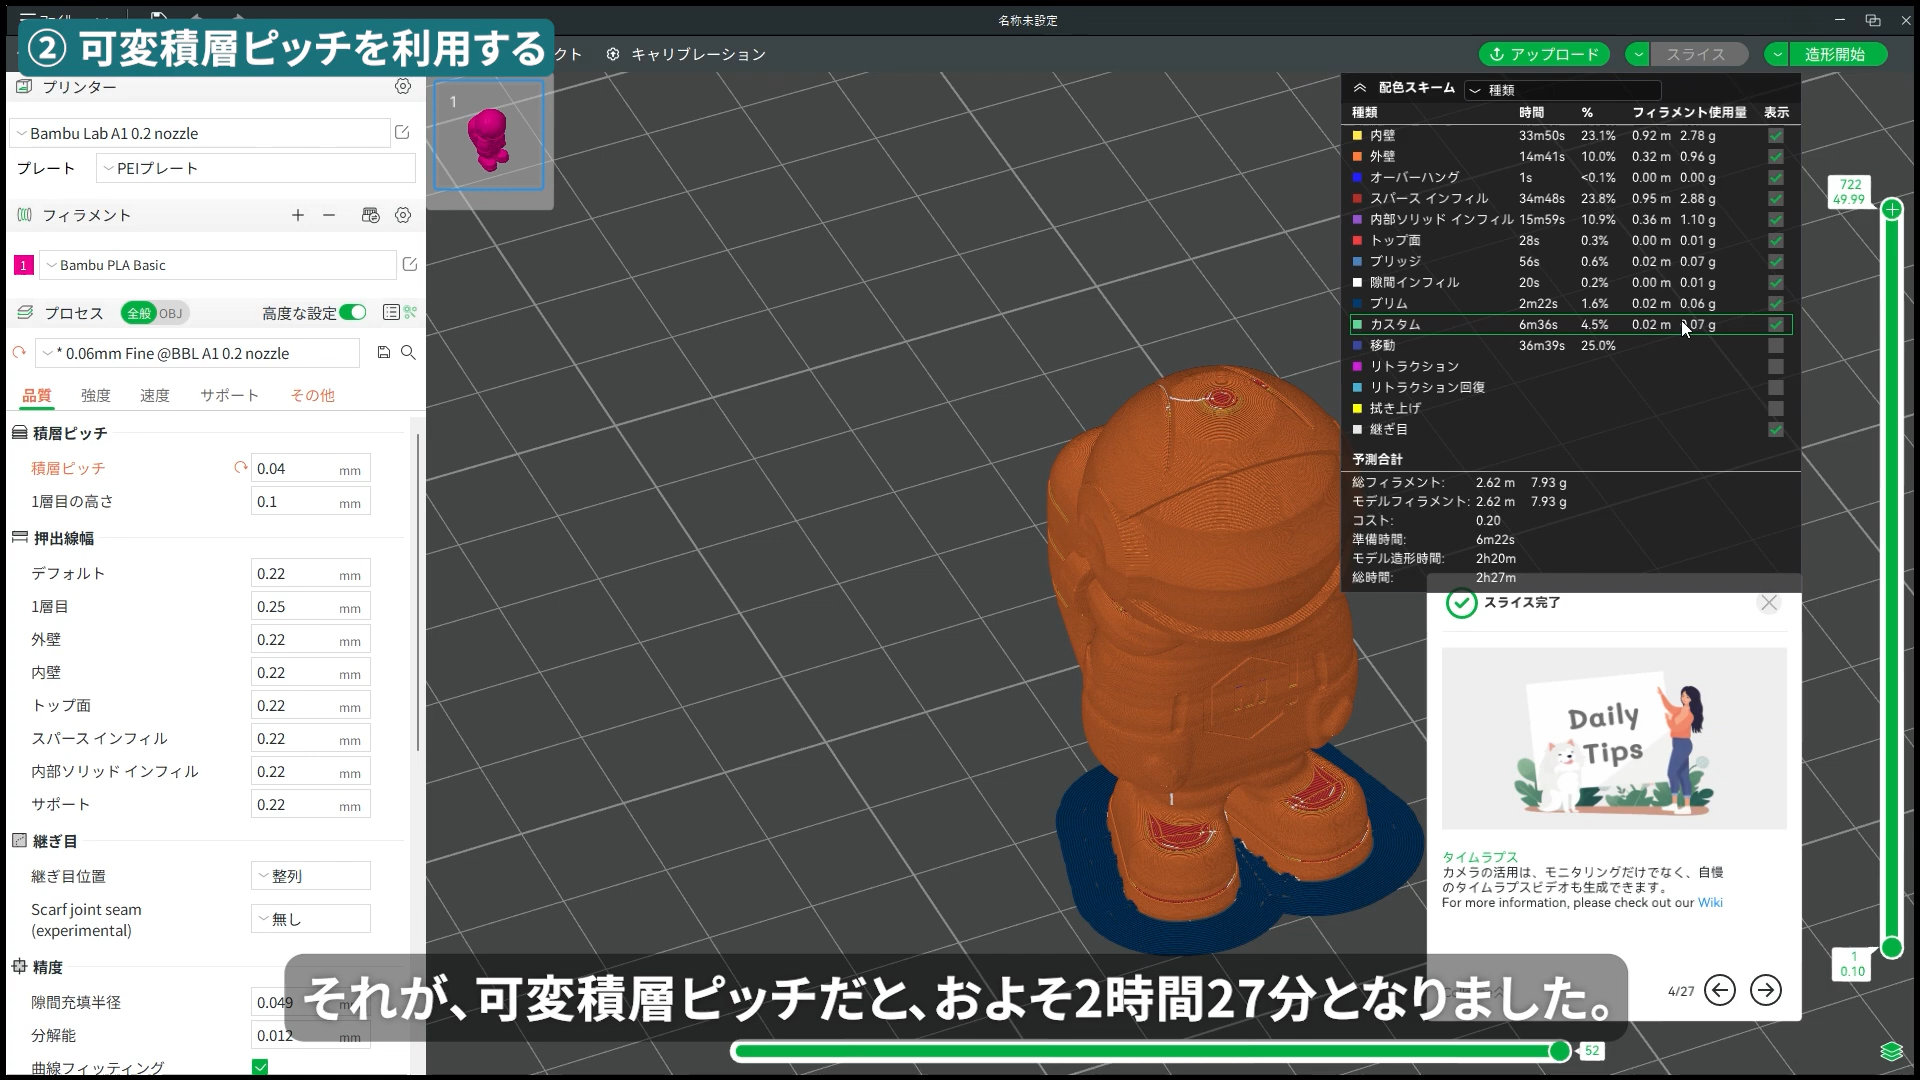 名称未設定
② 可変積層ピッチを利用する
クト
キャリブレーション
アップロード
スライス
造形開始
プリンター
Bambu Lab A1 0.2 nozzle
プレート PEIプレート
フィラメント
1 Bambu PLA Basic
プロセス 全般 OBJ 高度な設定
* 0.06mm Fine @BBL A1 0.2 nozzle
品質 強度 速度 サポート その他
積層ピッチ
積層ピッチ 0.04 mm
1層目の高さ 0.1 mm
押出線幅
デフォルト 0.22 mm
1層目 0.25 mm
外壁 0.22 mm
内壁 0.22 mm
トップ面 0.22 mm
スパース インフィル 0.22 mm
内部ソリッド インフィル 0.22 mm
サポート 0.22 mm
継ぎ目
継ぎ目位置 整列
Scarf joint seam
(experimental) 無し
精度
隙間充填半径 0.049
分解能 0.012 mm
曲線フィッティング
1
配色スキーム 種類
種類 時間 % フィラメント使用量 表示
内壁 33m50s 23.1% 0.92 m 2.78 g
外壁 14m41s 10.0% 0.32 m 0.96 g
オーバーハング 1s <0.1% 0.00 m 0.00 g
スパース インフィル 34m48s 23.8% 0.95 m 2.88 g
内部ソリッド インフィル 15m59s 10.9% 0.36 m 1.10 g
トップ面 28s 0.3% 0.00 m 0.01 g
ブリッジ 56s 0.6% 0.02 m 0.07 g
隙間インフィル 20s 0.2% 0.00 m 0.01 g
ブリム 2m22s 1.6% 0.02 m 0.06 g
カスタム 6m36s 4.5% 0.02 m 07 g
移動 36m39s 25.0%
リトラクション
リトラクション回復
拭き上げ
継ぎ目
予測合計
総フィラメント: 2.62 m 7.93 g
モデルフィラメント: 2.62 m 7.93 g
コスト: 0.20
準備時間: 6m22s
モデル造形時間: 2h20m
総時間: 2h27m
722
49.99
スライス完了
Daily
Tips
タイムラプス
カメラの活用は、モニタリングだけでなく、自慢
のタイムラプスビデオも生成できます。
For more information, please check out our Wiki
4/27
1
0.10
それが、可変積層ピッチだと、およそ2時間27分となりました。
52